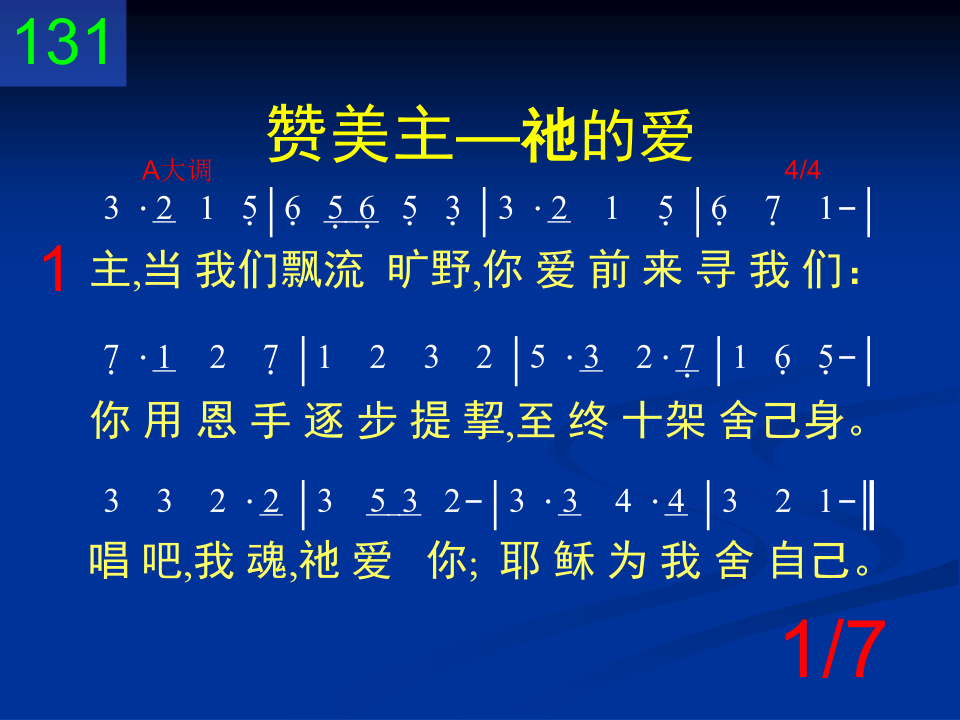 131
赞美主—祂的爱
A大调 4/4
3 · 2 1 5̣ | 6̣ 5̣ 6̣ 5̣ 3̣ | 3 · 2 1 5̣ | 6̣ 7̣ 1 – |
1 主,当 我们飘流 旷野,你 爱 前 来 寻 我 们：
7̣ · 1 2 7̣ | 1 2 3 2 | 5 · 3 2 · 7̣ | 1 6̣ 5̣ – |
你 用 恩 手 逐 步 提 挈,至 终 十架 舍己身。
3 3 2 · 2 | 3 5 3 2 – | 3 · 3 4 · 4 | 3 2 1 – ‖
唱 吧,我 魂,祂 爱 你; 耶 稣 为 我 舍 自己。
1/7